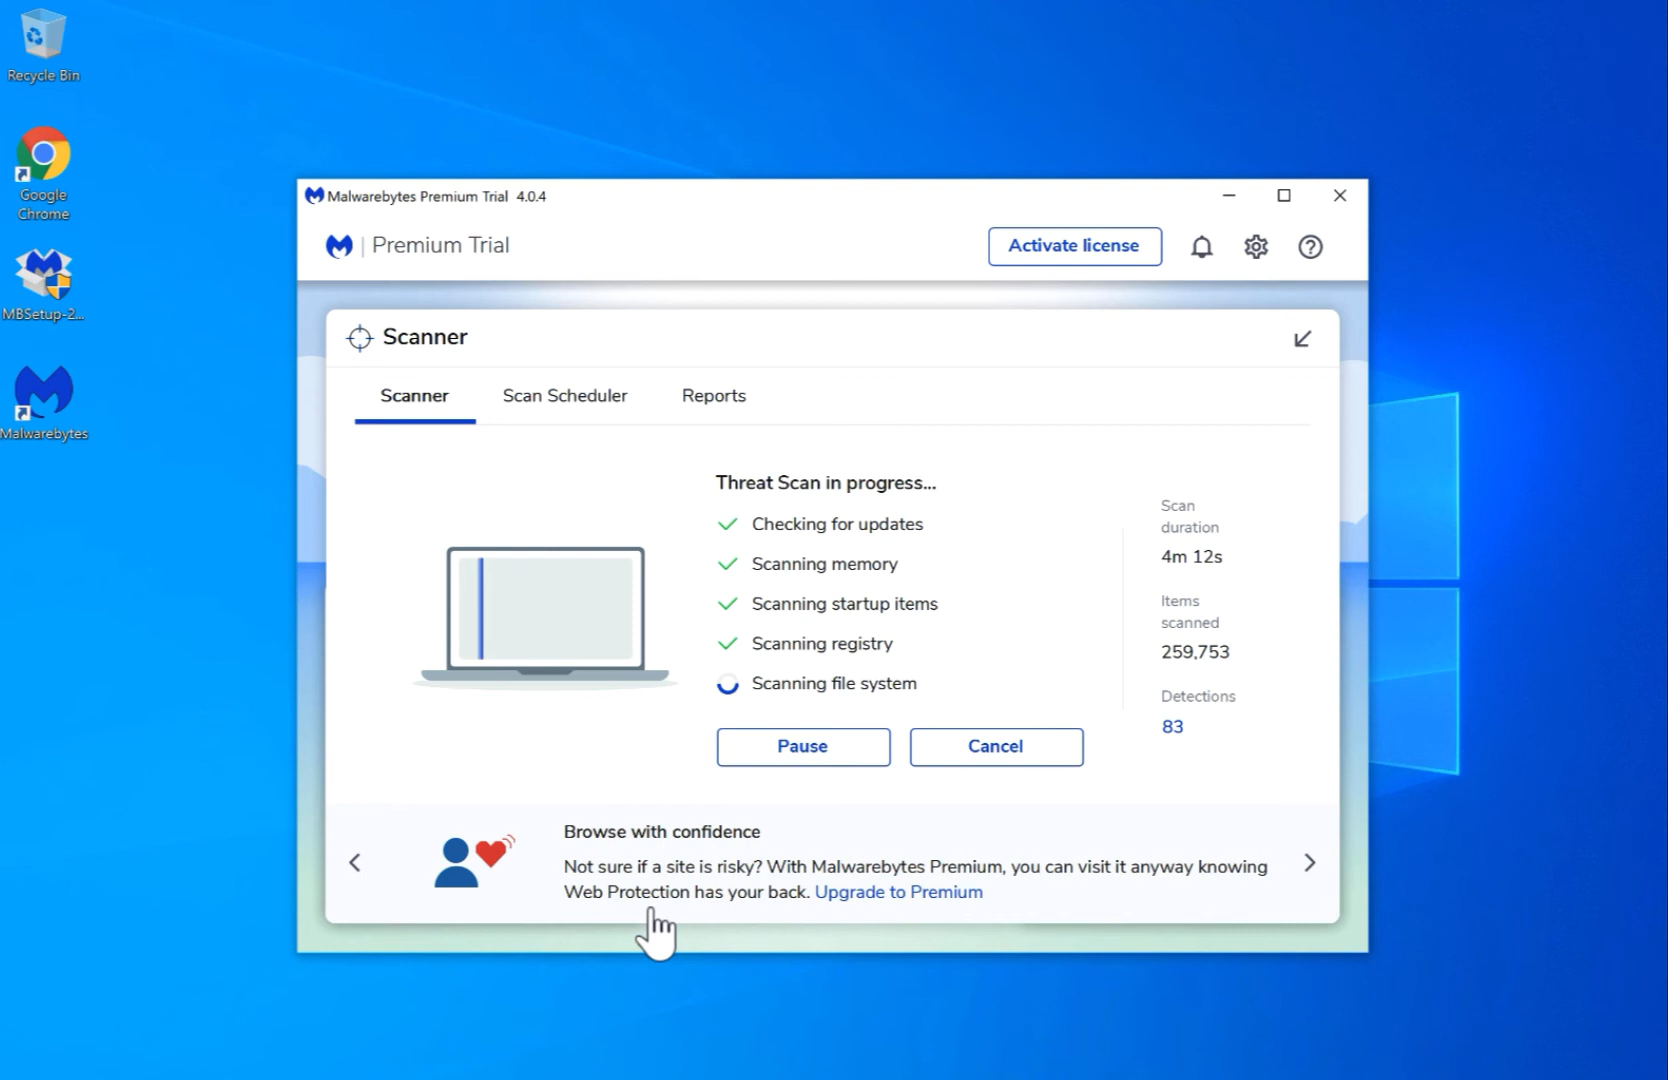 Recycle Bin
Google
Chrome
MBSetup-2...
Malwarebytes
Malwarebytes Premium Trial 4.0.4
Premium Trial
Activate license
Scanner
Scanner Scan Scheduler Reports
Threat Scan in progress...
Checking for updates
Scanning memory
Scanning startup items
Scanning registry
Scanning file system
Pause Cancel
Scan
duration
4m 12s
Items
scanned
259,753
Detections
83
Browse with confidence
Not sure if a site is risky? With Malwarebytes Premium, you can visit it anyway knowing
Web Protection has your back. Upgrade to Premium